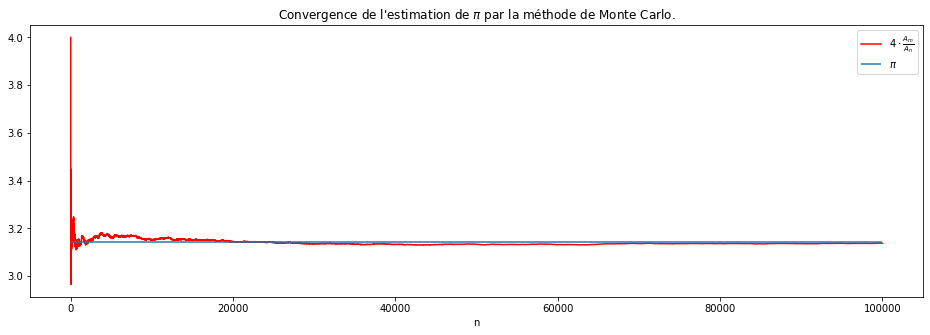 Convergence de l'estimation de π par la méthode de Monte Carlo.
4.0
3.8
3.6
3.4
3.2
3.0
0 20000 40000 60000 80000 100000
n
4 · A_m/A_n
π